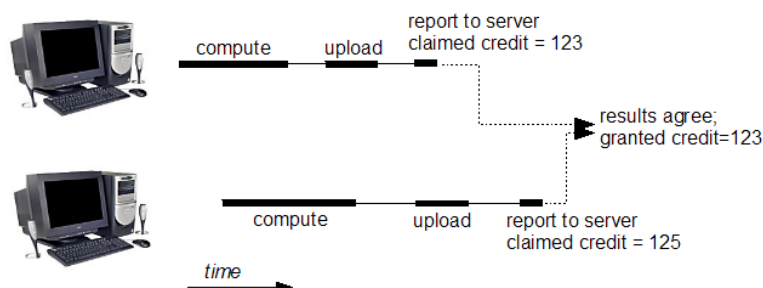 report to server
compute upload claimed credit = 123
results agree;
granted credit=123
compute upload report to server
claimed credit = 125
time